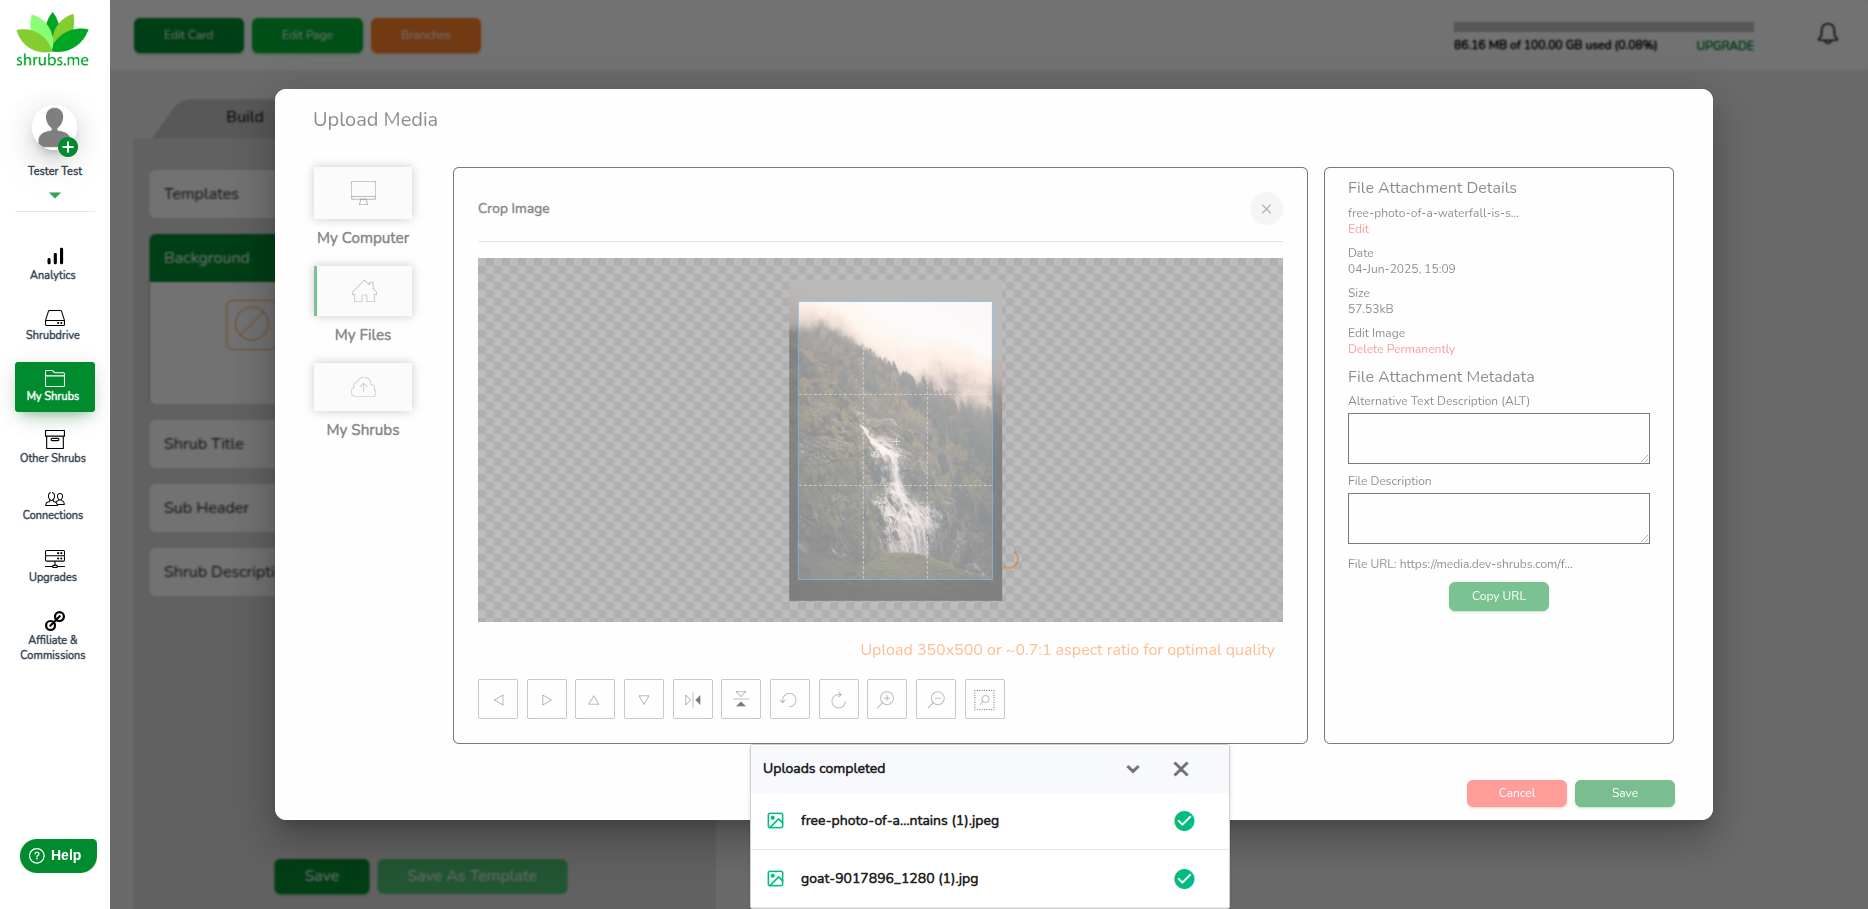 shrubs.me
Tester Test
Analytics
Shrubdrive
My Shrubs
Other Shrubs
Connections
Upgrades
Affiliate &
Commissions
Help
Edit Card
Edit Page
Branches
86.16 MB of 100.00 GB used (0.08%)
UPGRADE
Build
Templates
Background
Shrub Title
Sub Header
Shrub Descripti
Save
Save As Template
Upload Media
My Computer
My Files
My Shrubs
Crop Image
Upload 350x500 or ~0.7:1 aspect ratio for optimal quality
File Attachment Details
free-photo-of-a-waterfall-is-s...
Edit
Date
04-Jun-2025, 15:09
Size
57.53kB
Edit Image
Delete Permanently
File Attachment Metadata
Alternative Text Description (ALT)
File Description
File URL: https://media.dev-shrubs.com/f...
Copy URL
Cancel
Save
Uploads completed
free-photo-of-a...ntains (1).jpeg
goat-9017896_1280 (1).jpg